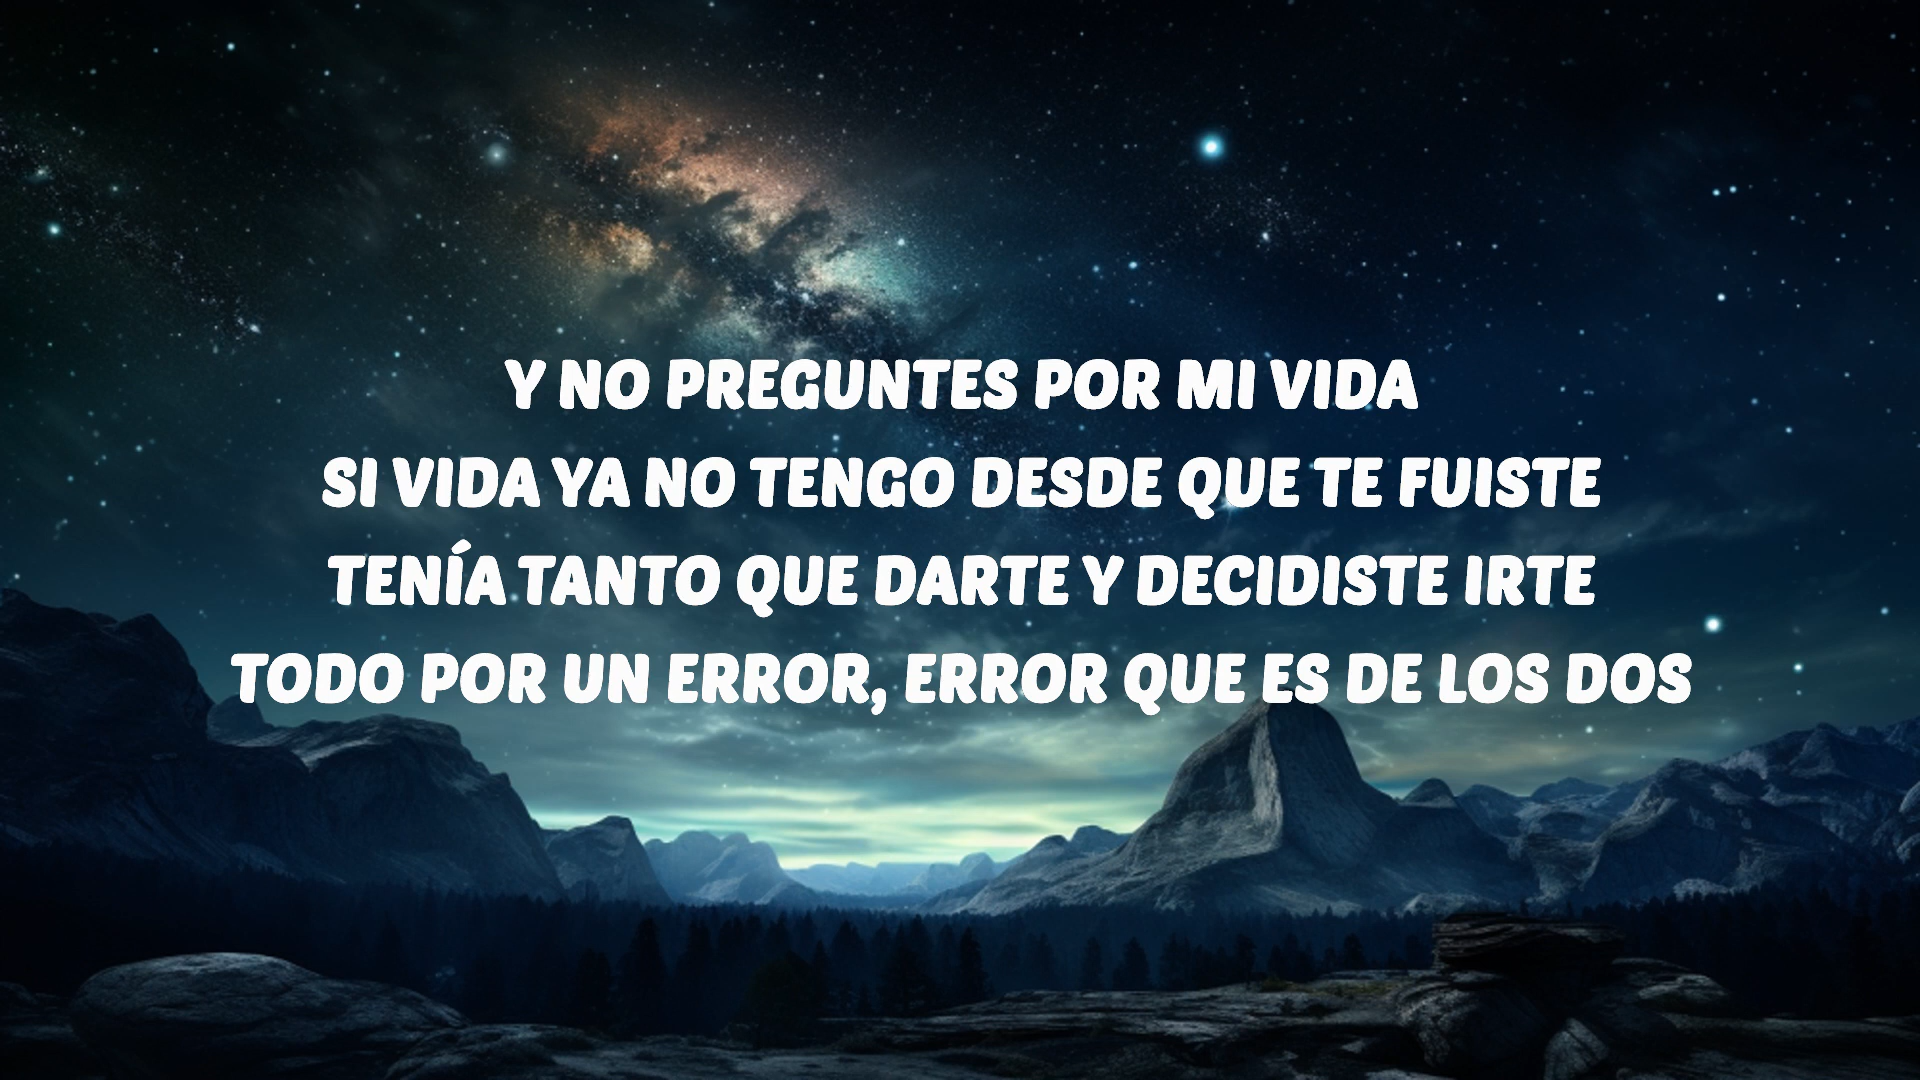 Y NO PREGUNTES POR MI VIDA
SI VIDA YA NO TENGO DESDE QUE TE FUISTE
TENÍA TANTO QUE DARTE Y DECIDISTE IRTE
TODO POR UN ERROR, ERROR QUE ES DE LOS DOS